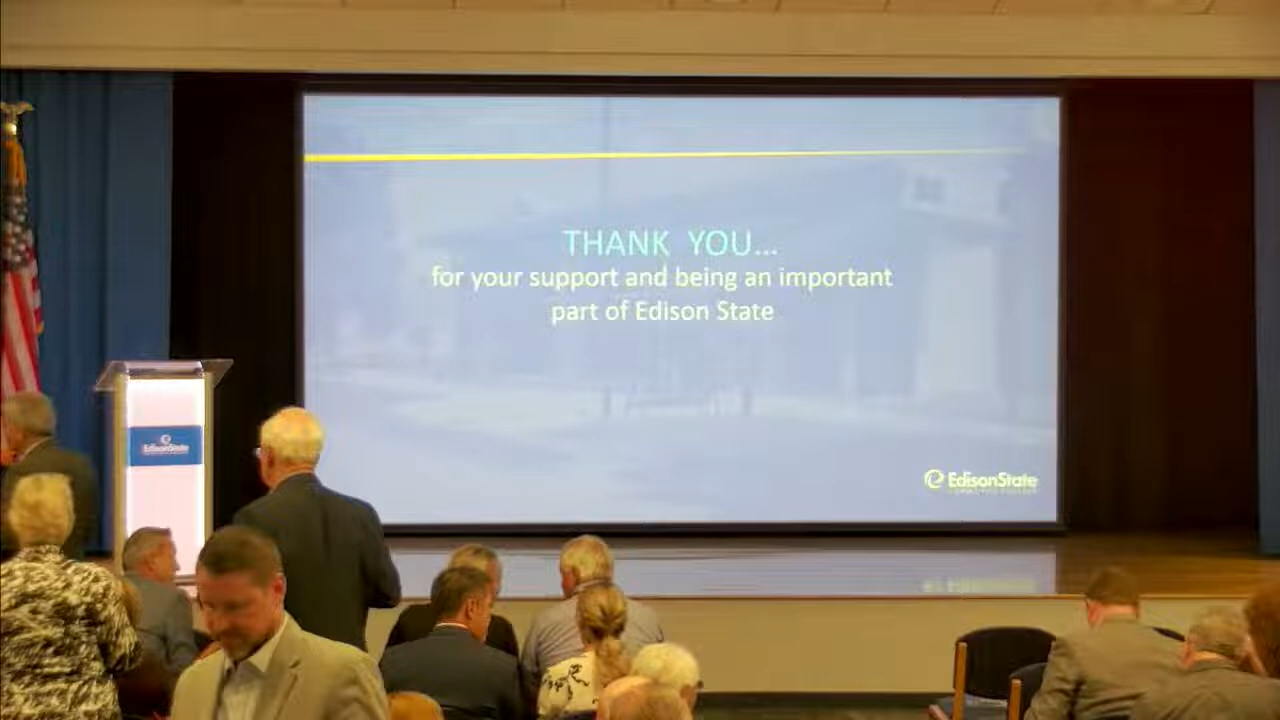 THANK YOU...
for your support and being an important
part of Edison State
EdisonState
EdisonState